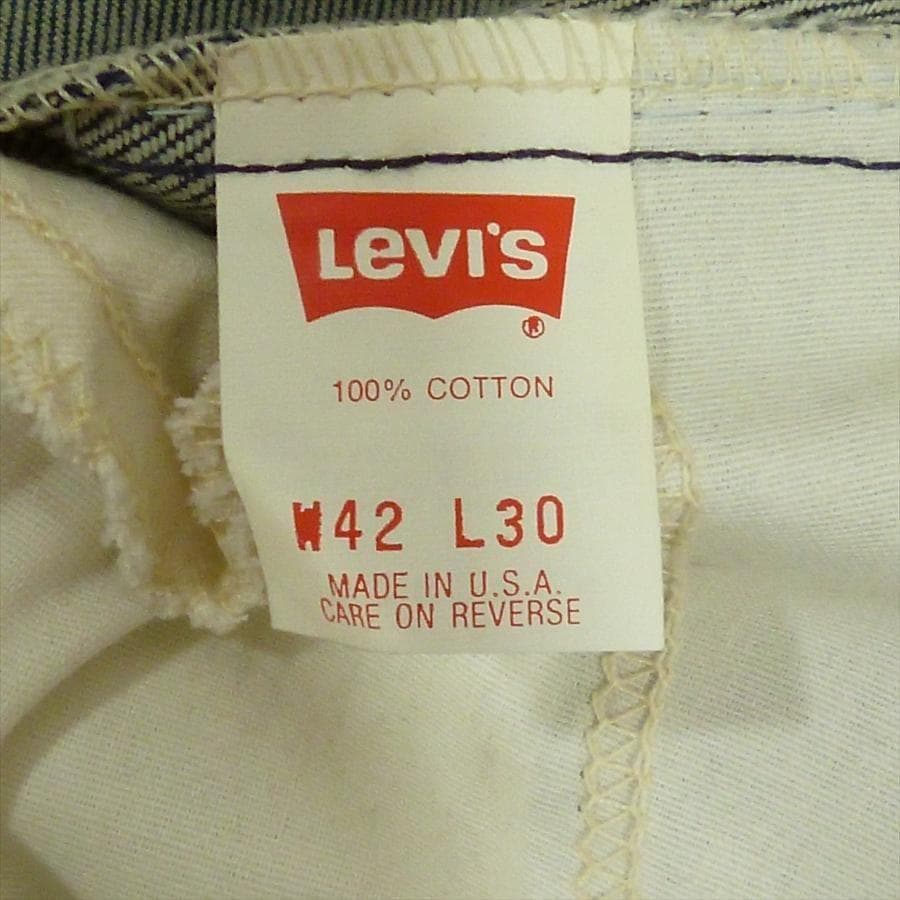 LEVI'S
®
100% COTTON
W42 L30
MADE IN U.S.A.
CARE ON REVERSE